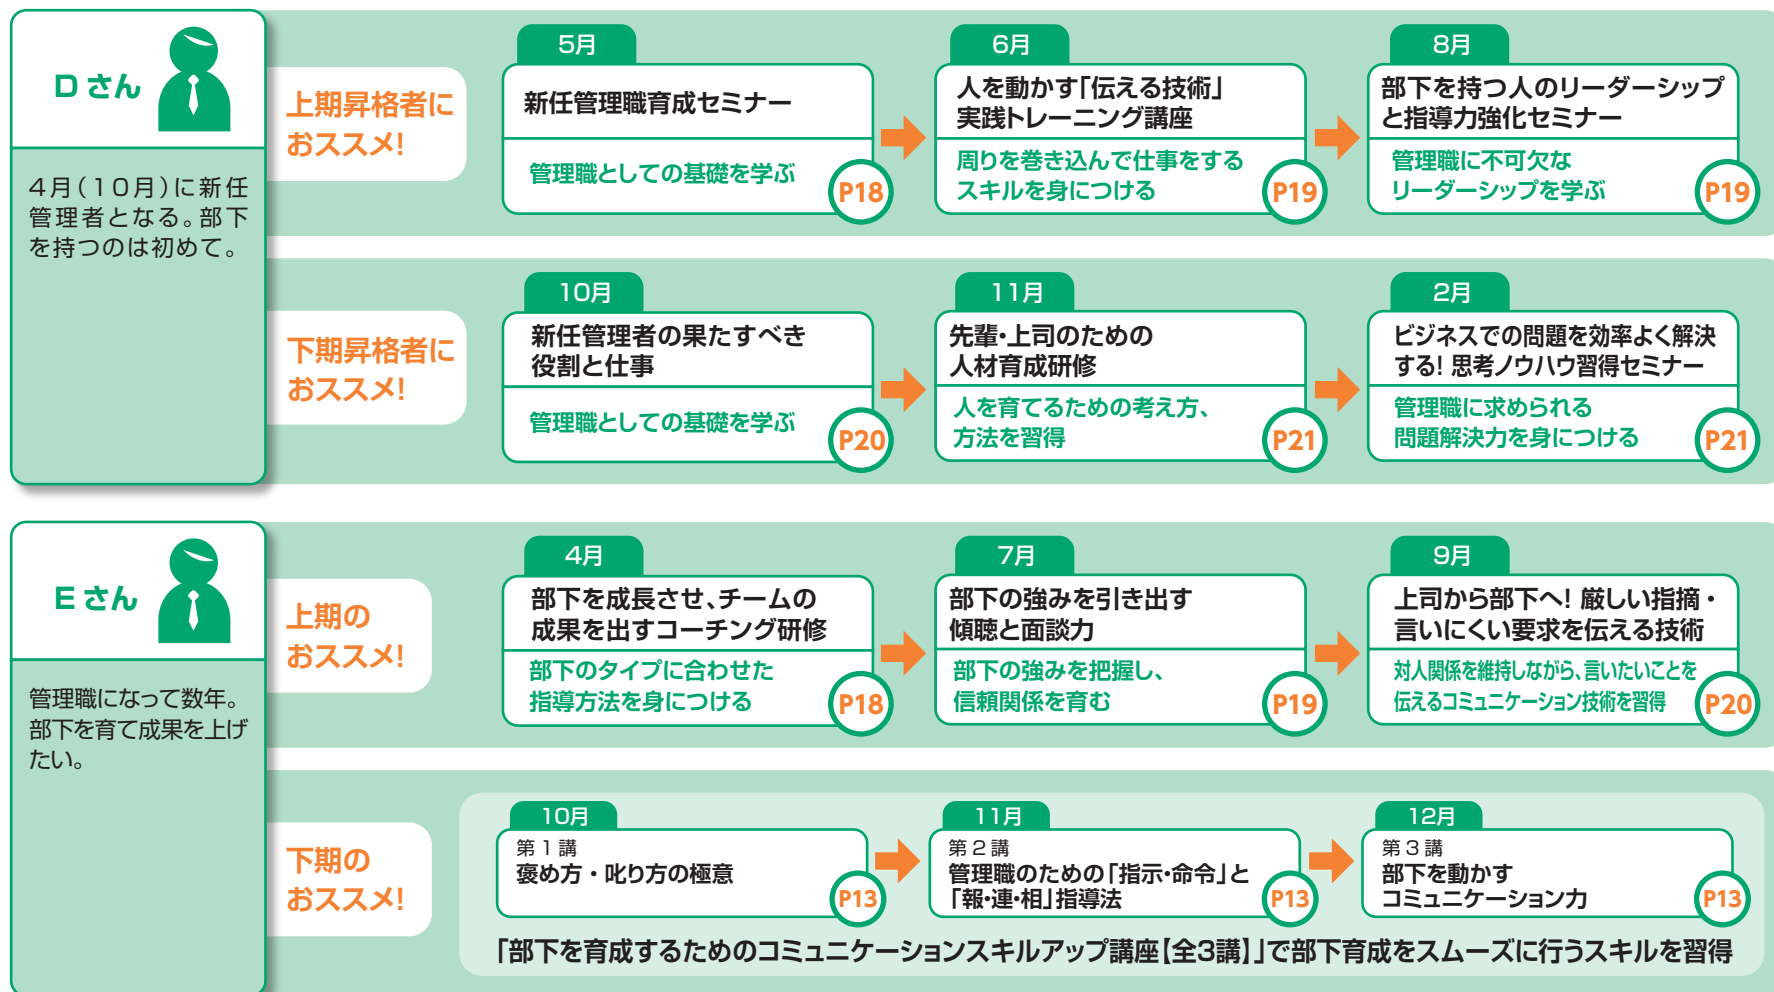 Dさん
4月（10月）に新任
管理者となる。部下
を持つのは初めて。
上期昇格者に
おススメ!
5月
新任管理職育成セミナー
管理職としての基礎を学ぶ
P18
6月
人を動かす「伝える技術」
実践トレーニング講座
周りを巻き込んで仕事をする
スキルを身につける
P19
8月
部下を持つ人のリーダーシップ
と指導力強化セミナー
管理職に不可欠な
リーダーシップを学ぶ
P19
下期昇格者に
おススメ!
10月
新任管理者の果たすべき
役割と仕事
管理職としての基礎を学ぶ
P20
11月
先輩・上司のための
人材育成研修
人を育てるための考え方、
方法を習得
P21
2月
ビジネスでの問題を効率よく解決
する! 思考ノウハウ習得セミナー
管理職に求められる
問題解決力を身につける
P21
Eさん
管理職になって数年。
部下を育て成果を上げ
たい。
上期の
おススメ!
4月
部下を成長させ、チームの
成果を出すコーチング研修
部下のタイプに合わせた
指導方法を身につける
P18
7月
部下の強みを引き出す
傾聴と面談力
部下の強みを把握し、
信頼関係を育む
P19
9月
上司から部下へ! 厳しい指摘・
言いにくい要求を伝える技術
対人関係を維持しながら、言いたいことを
伝えるコミュニケーション技術を習得
P20
下期の
おススメ!
10月
第1講
褒め方・叱り方の極意
P13
11月
第2講
管理職のための「指示・命令」と
「報・連・相」指導法
P13
12月
第3講
部下を動かす
コミュニケーション力
P13
「部下を育成するためのコミュニケーションスキルアップ講座【全3講】」で部下育成をスムーズに行うスキルを習得